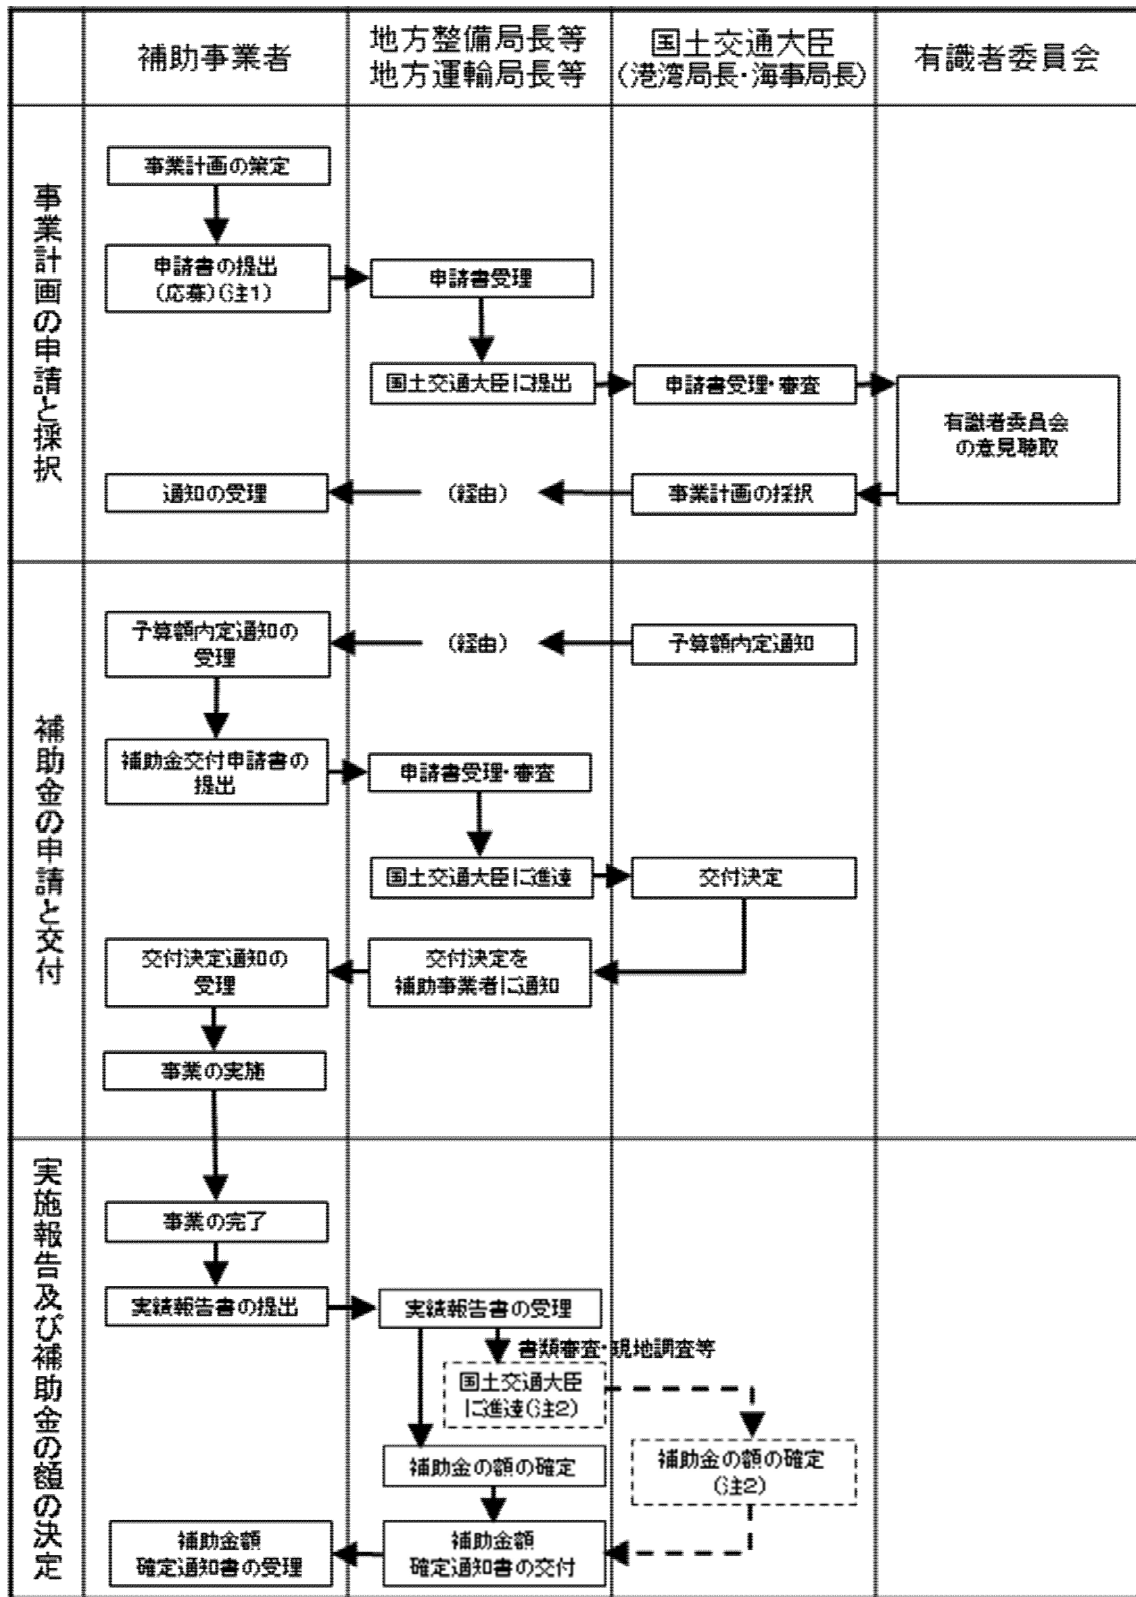 補助事業者
地方整備局長等
地方運輸局長等
国土交通大臣
(港湾局長・海事局長)
有識者委員会
事業計画の申請と採択
事業計画の策定
申請書の提出
(応募)(注1)
申請書受理
国土交通大臣に提出
申請書受理・審査
有識者委員会
の意見聴取
通知の受理
(経由)
事業計画の採択
補助金の申請と交付
予算額内定通知の
受理
(経由)
予算額内定通知
補助金交付申請書の
提出
申請書受理・審査
国土交通大臣に進達
交付決定
交付決定通知の
受理
交付決定を
補助事業者に通知
事業の実施
実施報告及び補助金の額の決定
事業の完了
実績報告書の提出
実績報告書の受理
書類審査・現地調査等
国土交通大臣
に進達(注2)
補助金の額の確定
補助金の額の確定
(注2)
補助金額
確定通知書の受理
補助金額
確定通知書の交付